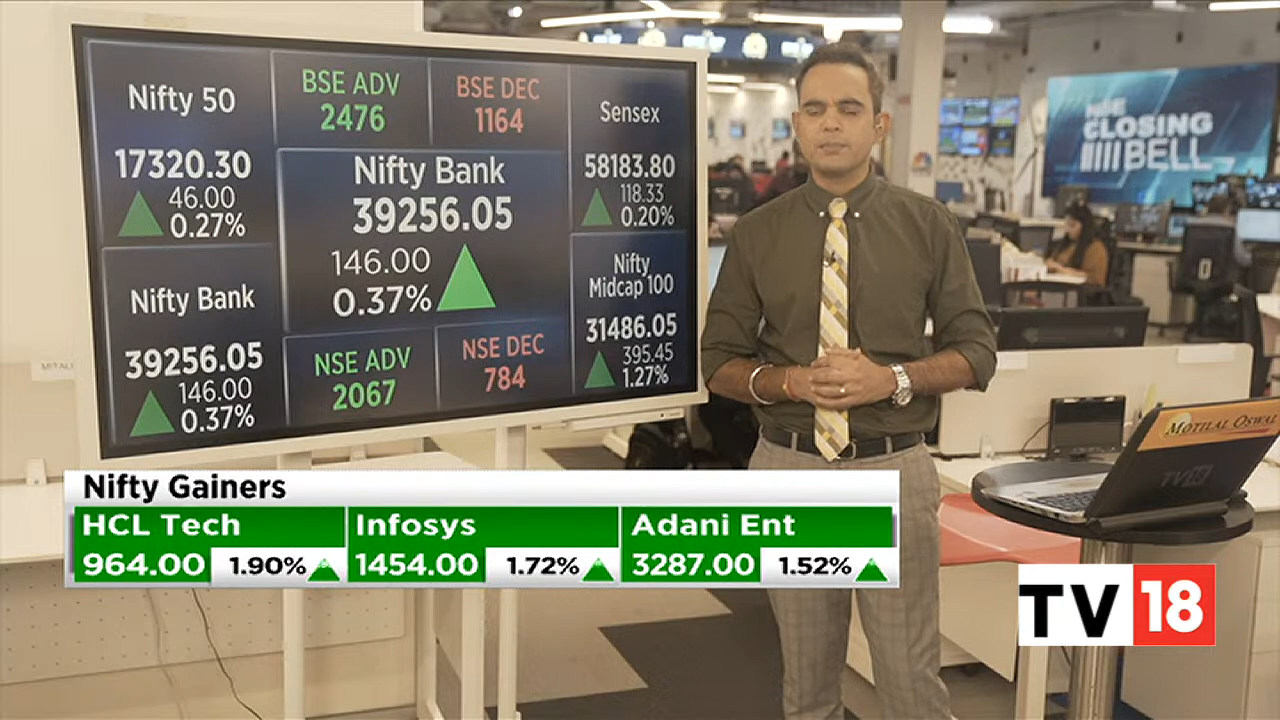 Nifty 50
17320.30
46.00
0.27%
BSE ADV
2476
BSE DEC
1164
Sensex
58183.80
118.33
0.20%
Nifty Bank
39256.05
146.00
0.37%
Nifty Bank
39256.05
146.00
0.37%
NSE ADV
2067
NSE DEC
784
Nifty
Midcap 100
31486.05
395.45
1.27%
CLOSING
BELL
MOTILAL OSWAL
Nifty Gainers
HCL Tech
964.00 1.90%
Infosys
1454.00 1.72%
Adani Ent
3287.00 1.52%
TV18